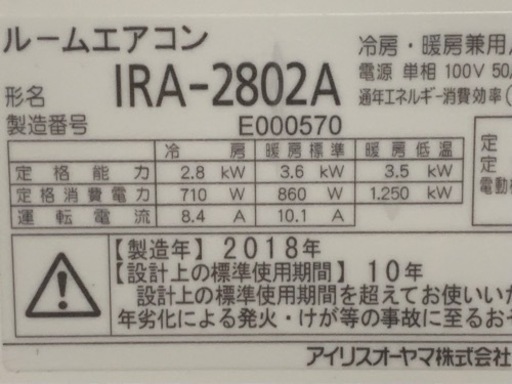 ルームエアコン
冷房・暖房兼用
形名 IRA-2802A
電源 単相 100V 50
通年エネルギー消費効率
製造番号 E000570
冷 房 暖房標準 暖房低温
定格能力 2.8 kW 3.6 kW 3.5 kW
定格消費電力 710 W 860 W 1.250 kW
運転電流 8.4 A 10.1 A
定
定
電動
【製造年】2018年
【設計上の標準使用期間】10年
設計上の標準使用期間を超えてお使いいた
年劣化による発火・けが等の事故に至るおそ
アイリスオーヤマ株式会社